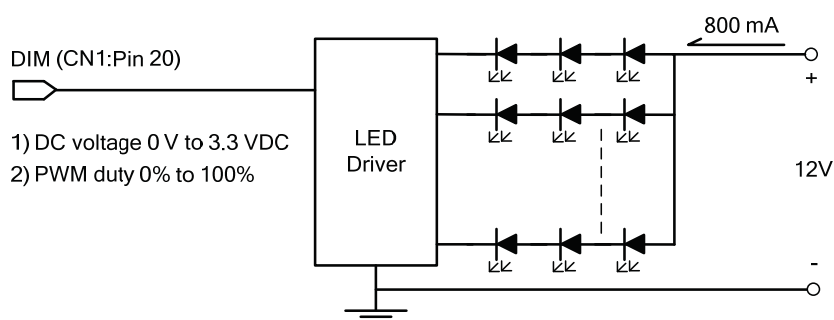 800 mA
DIM (CN1:Pin 20)
+
1) DC voltage 0 V to 3.3 VDC
2) PWM duty 0% to 100%
LED
Driver
12V
-